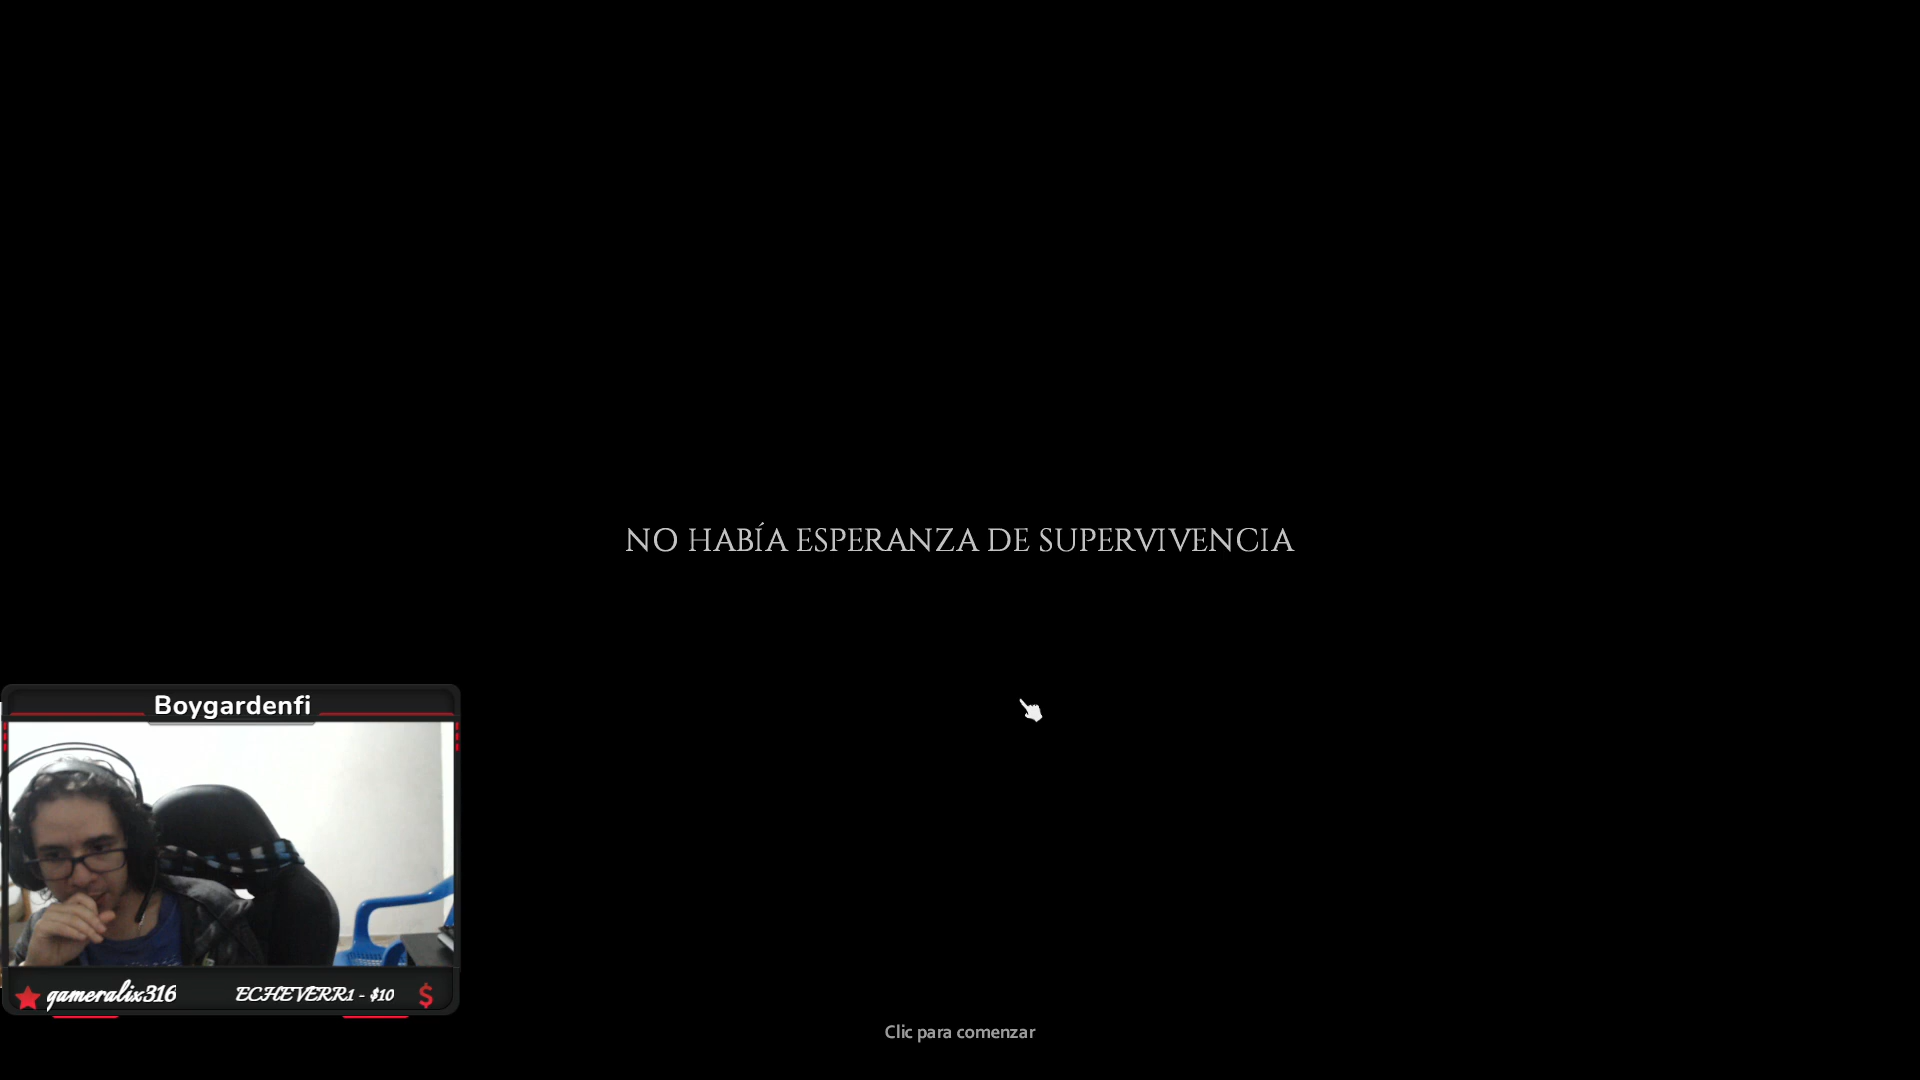 NO HABÍA ESPERANZA DE SUPERVIVENCIA
Boygardenfi
gameralix316
ECHEVERR1 - $10
$
Clic para comenzar